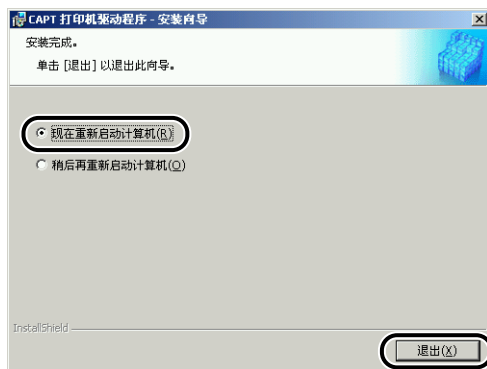 CAPT 打印机驱动程序 - 安装向导
安装完成。
单击 [退出] 以退出此向导。
现在重新启动计算机(R)
稍后再重新启动计算机(O)
InstallShield
退出(X)